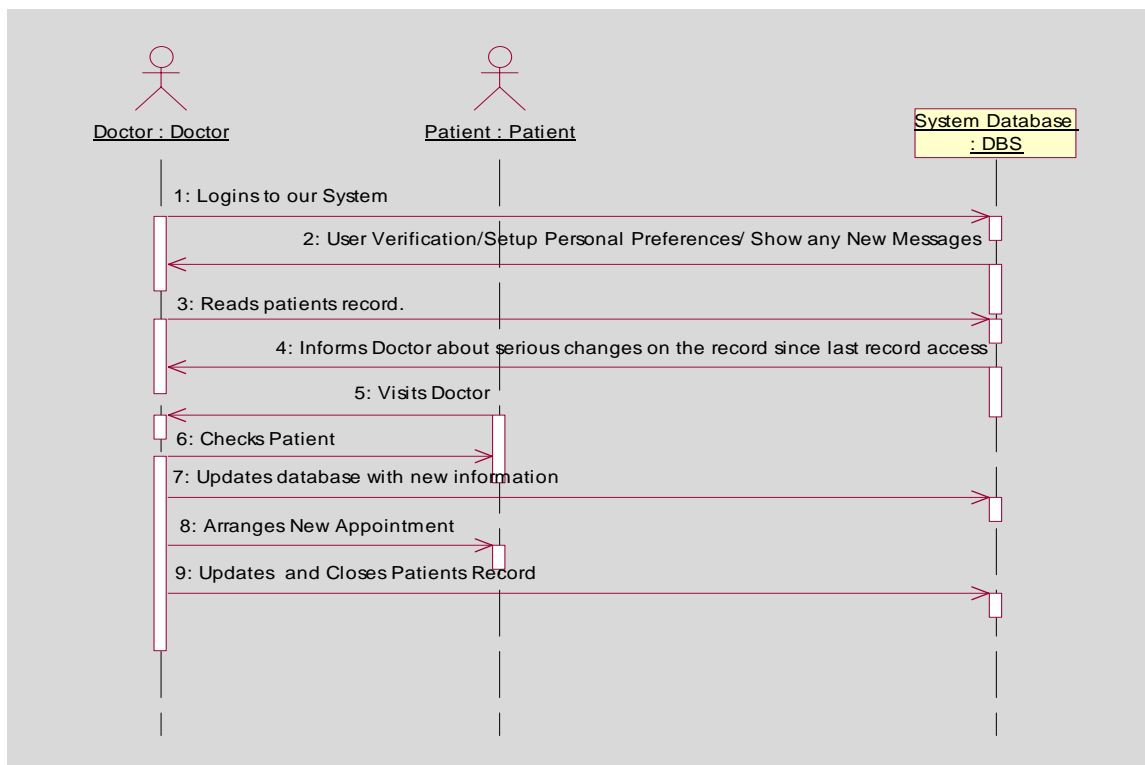 Doctor : Doctor
Patient : Patient
System Database
: DBS
1: Logins to our System
2: User Verification/Setup Personal Preferences/ Show any New Messages
3: Reads patients record.
4: Informs Doctor about serious changes on the record since last record access
5: Visits Doctor
6: Checks Patient
7: Updates database with new information
8: Arranges New Appointment
9: Updates and Closes Patients Record